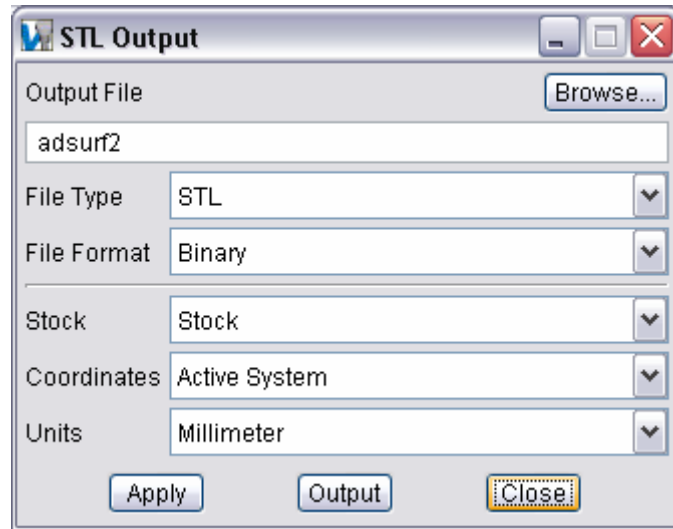 STL Output
Output File Browse...
adsurf2
File Type STL
File Format Binary
Stock Stock
Coordinates Active System
Units Millimeter
Apply Output Close